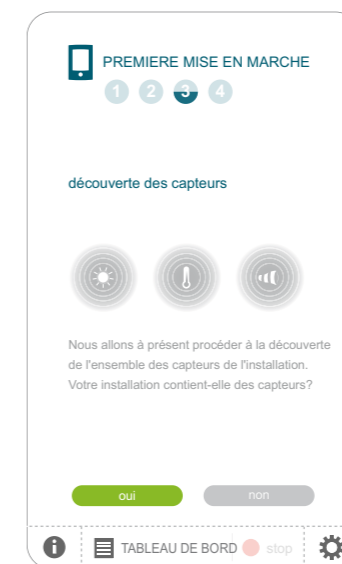 PREMIERE MISE EN MARCHE
1 2 3 4
découverte des capteurs
Nous allons à présent procéder à la découverte
de l'ensemble des capteurs de l'installation.
Votre installation contient-elle des capteurs?
oui non
TABLEAU DE BORD stop